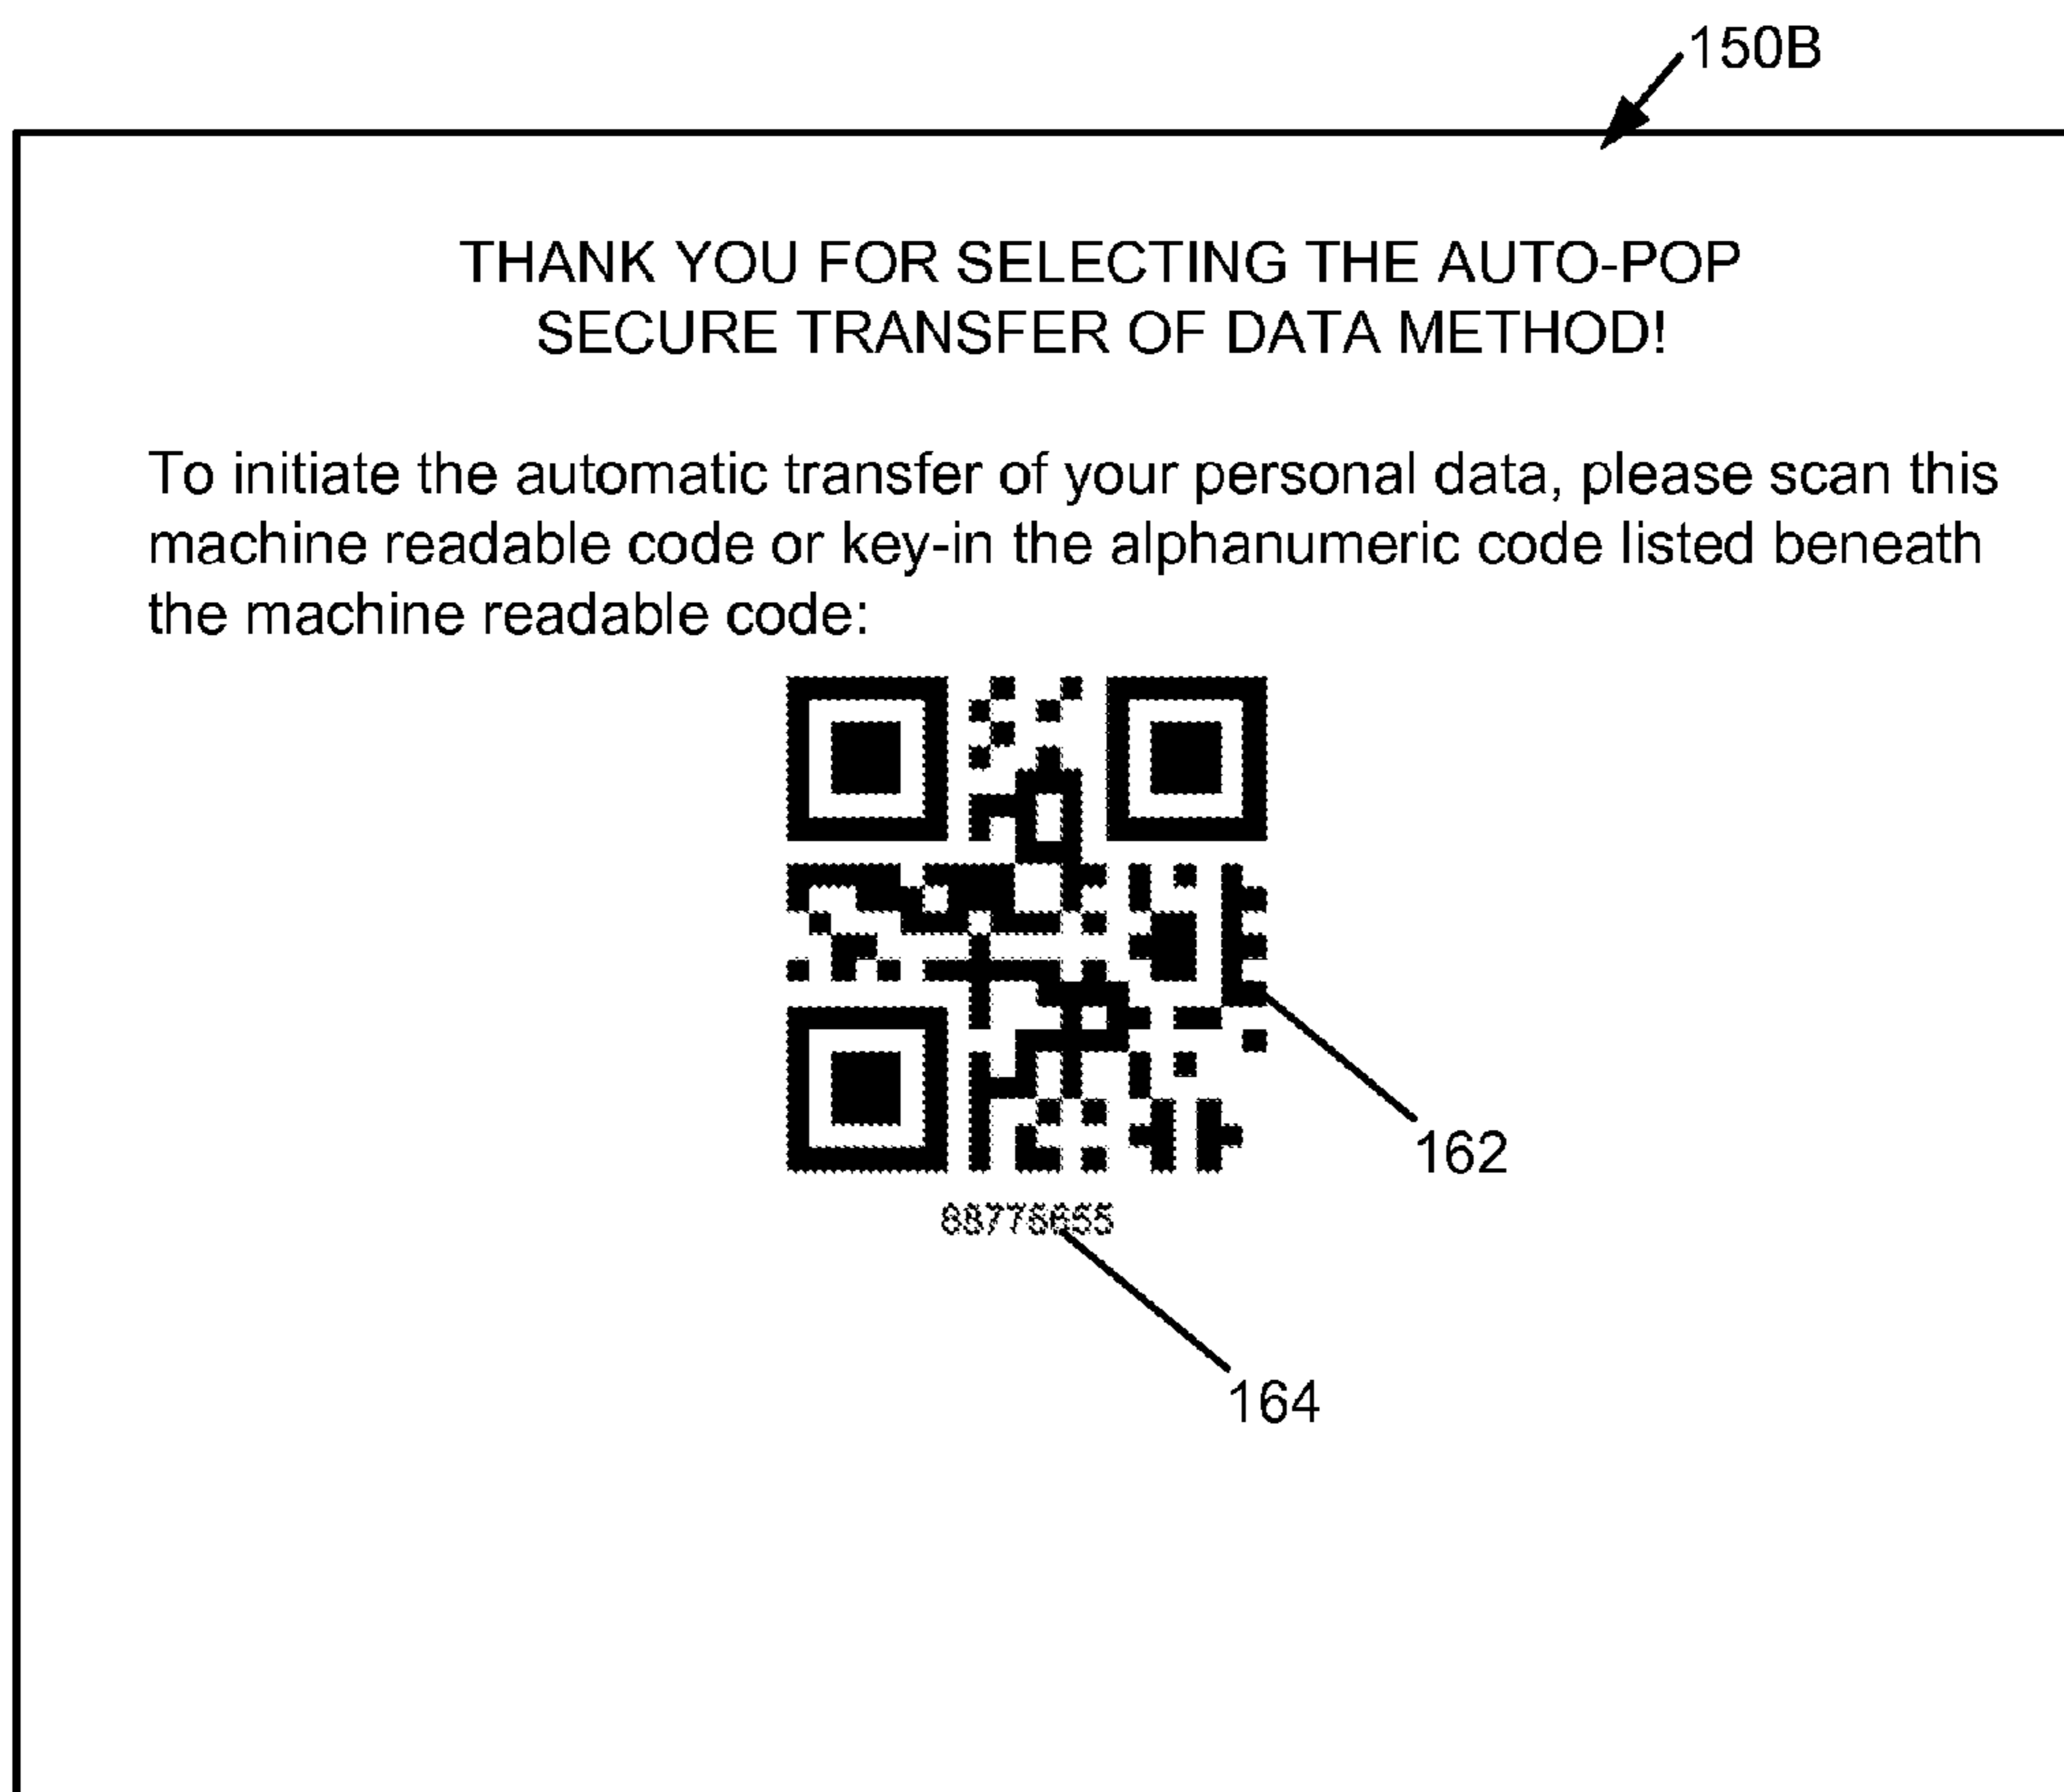 150B
THANK YOU FOR SELECTING THE AUTO-POP
SECURE TRANSFER OF DATA METHOD!
To initiate the automatic transfer of your personal data, please scan this
machine readable code or key-in the alphanumeric code listed beneath
the machine readable code:
162
164